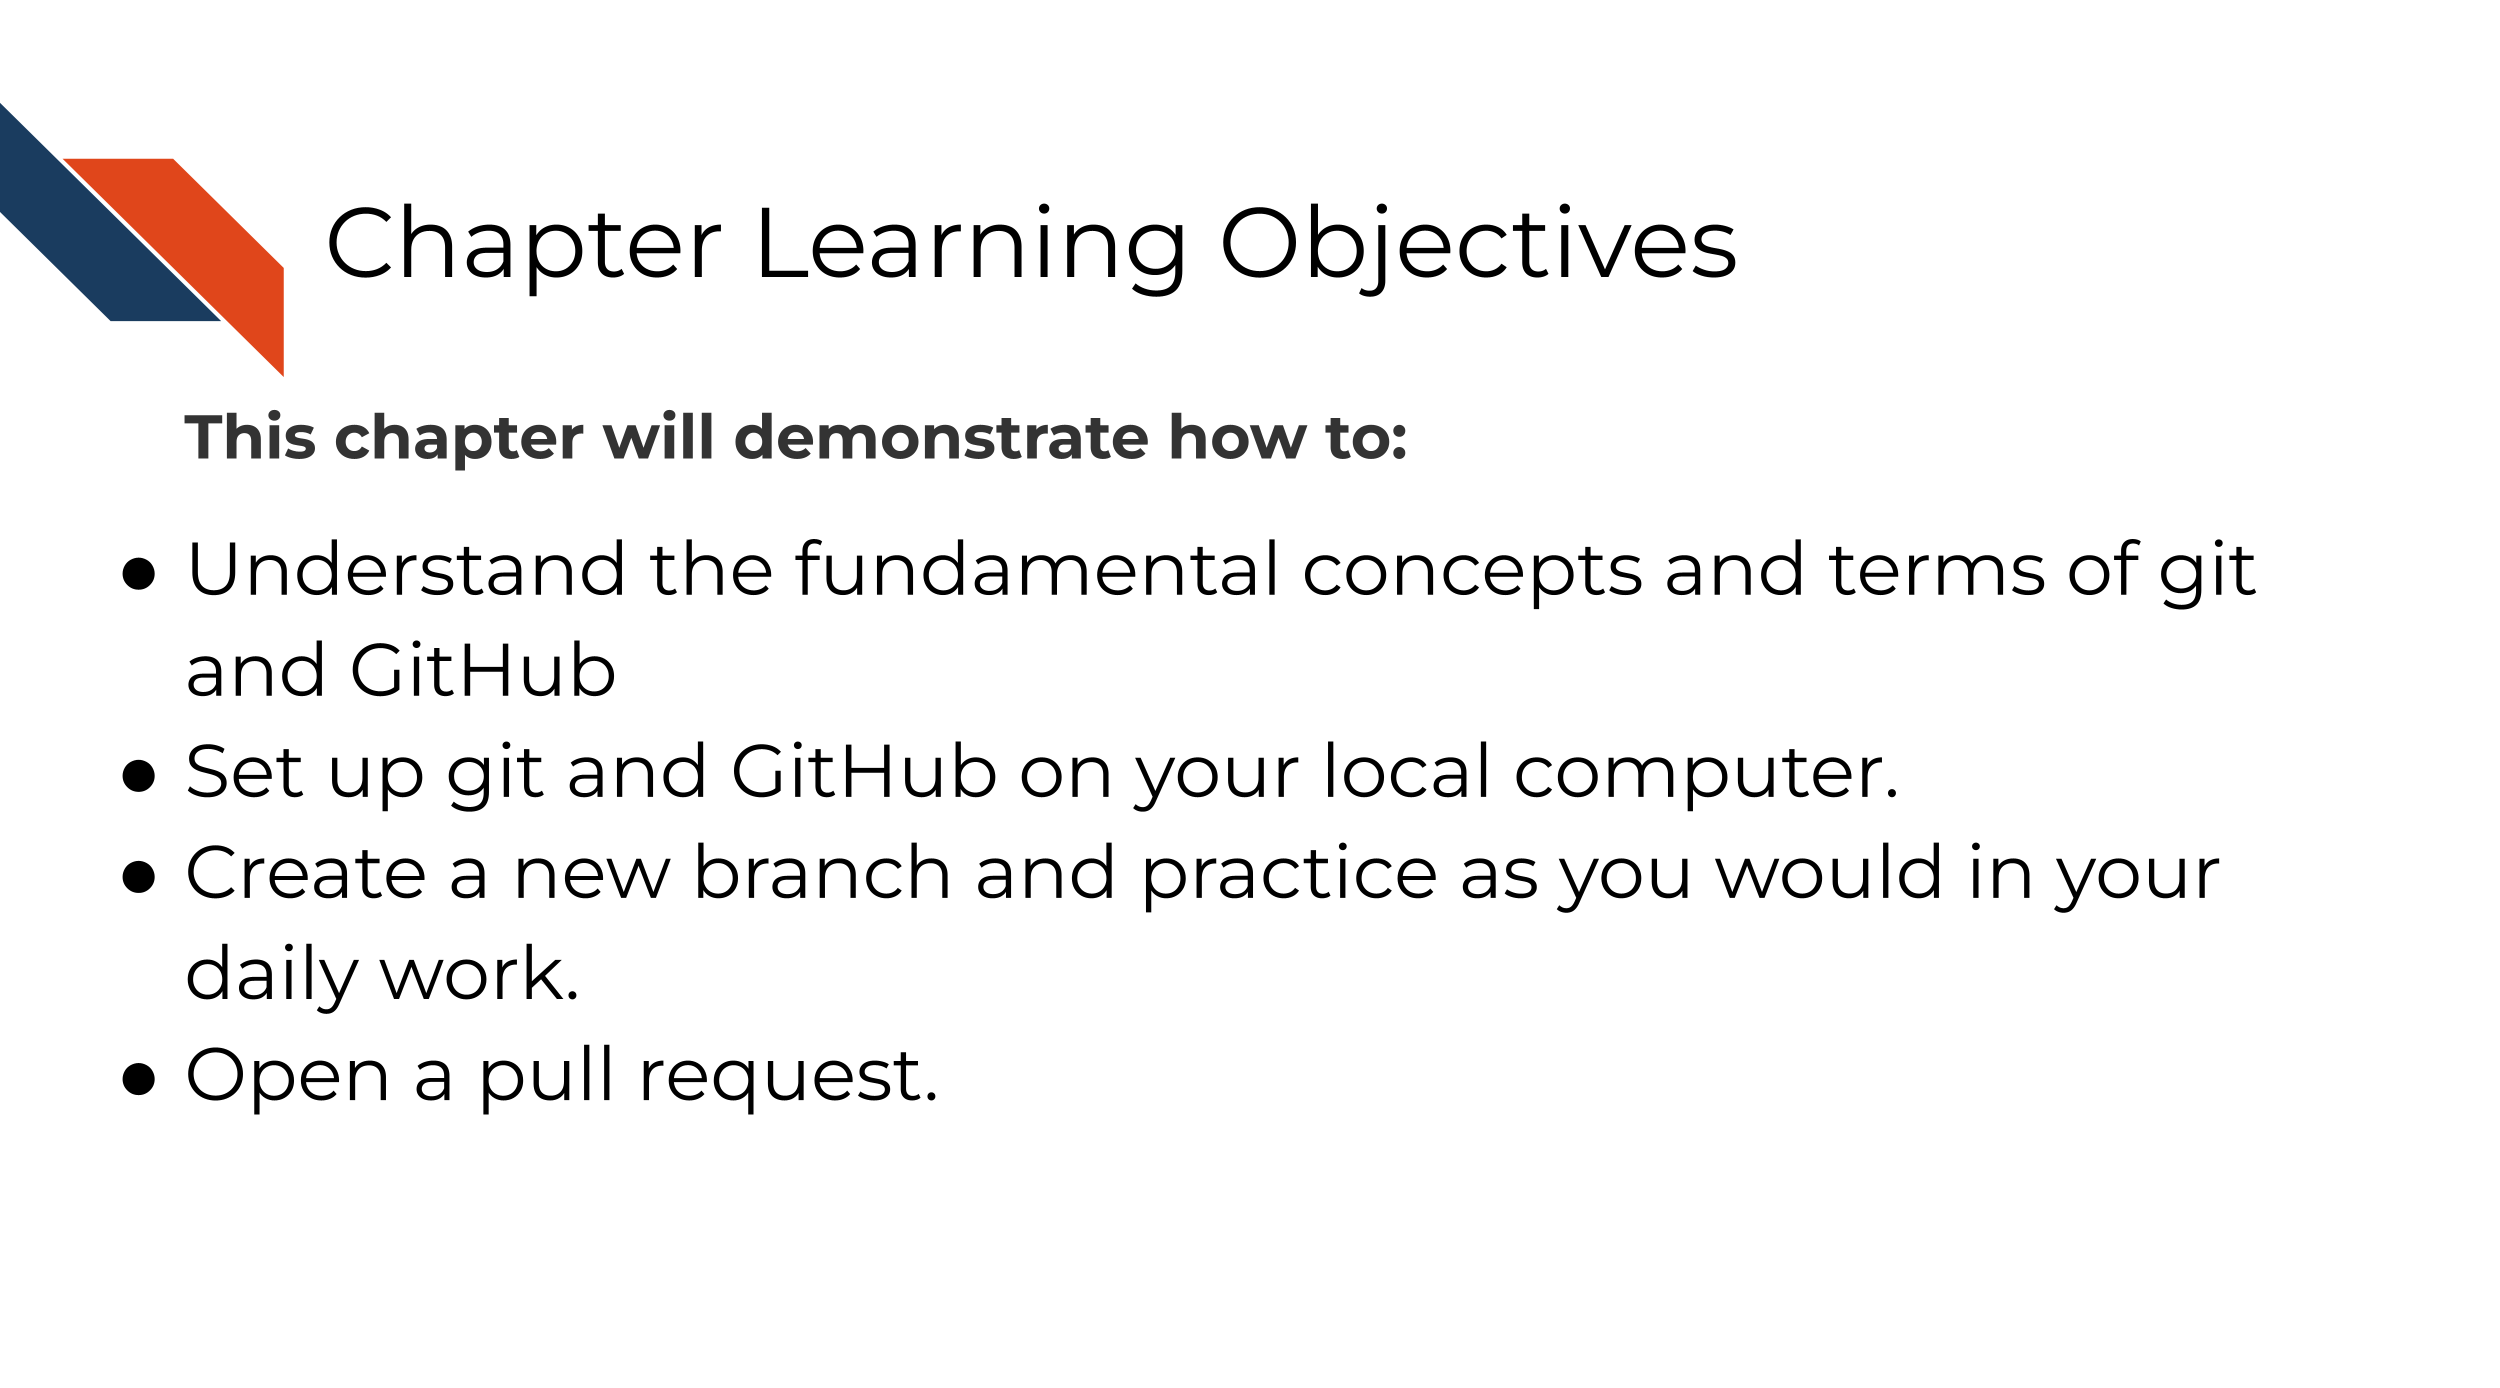 Chapter Learning Objectives
This chapter will demonstrate how to:
● Understand the fundamental concepts and terms of git
and GitHub
● Set up git and GitHub on your local computer.
● Create a new branch and practice as you would in your
daily work.
● Open a pull request.